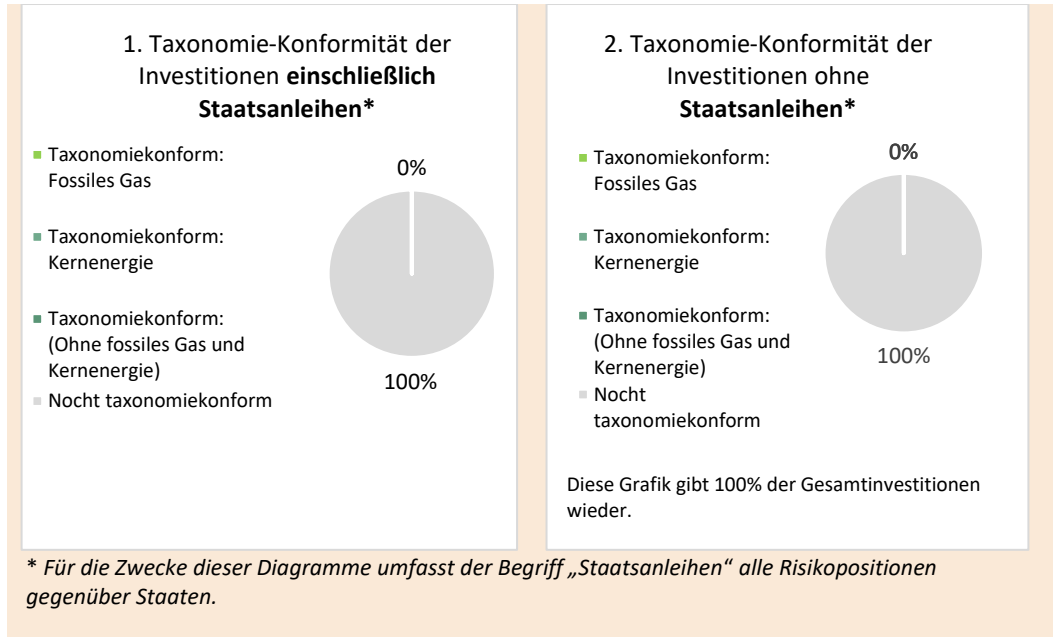 1. Taxonomie-Konformität der
Investitionen einschließlich
Staatsanleihen*
Taxonomiekonform:
Fossiles Gas
Taxonomiekonform:
Kernenergie
Taxonomiekonform:
(Ohne fossiles Gas und
Kernenergie)
Nocht taxonomiekonform
0%
100%
2. Taxonomie-Konformität der
Investitionen ohne
Staatsanleihen*
Taxonomiekonform:
Fossiles Gas
Taxonomiekonform:
Kernenergie
Taxonomiekonform:
(Ohne fossiles Gas und
Kernenergie)
Nocht
taxonomiekonform
0%
100%
Diese Grafik gibt 100% der Gesamtinvestitionen
wieder.
* Für die Zwecke dieser Diagramme umfasst der Begriff „Staatsanleihen“ alle Risikopositionen
gegenüber Staaten.